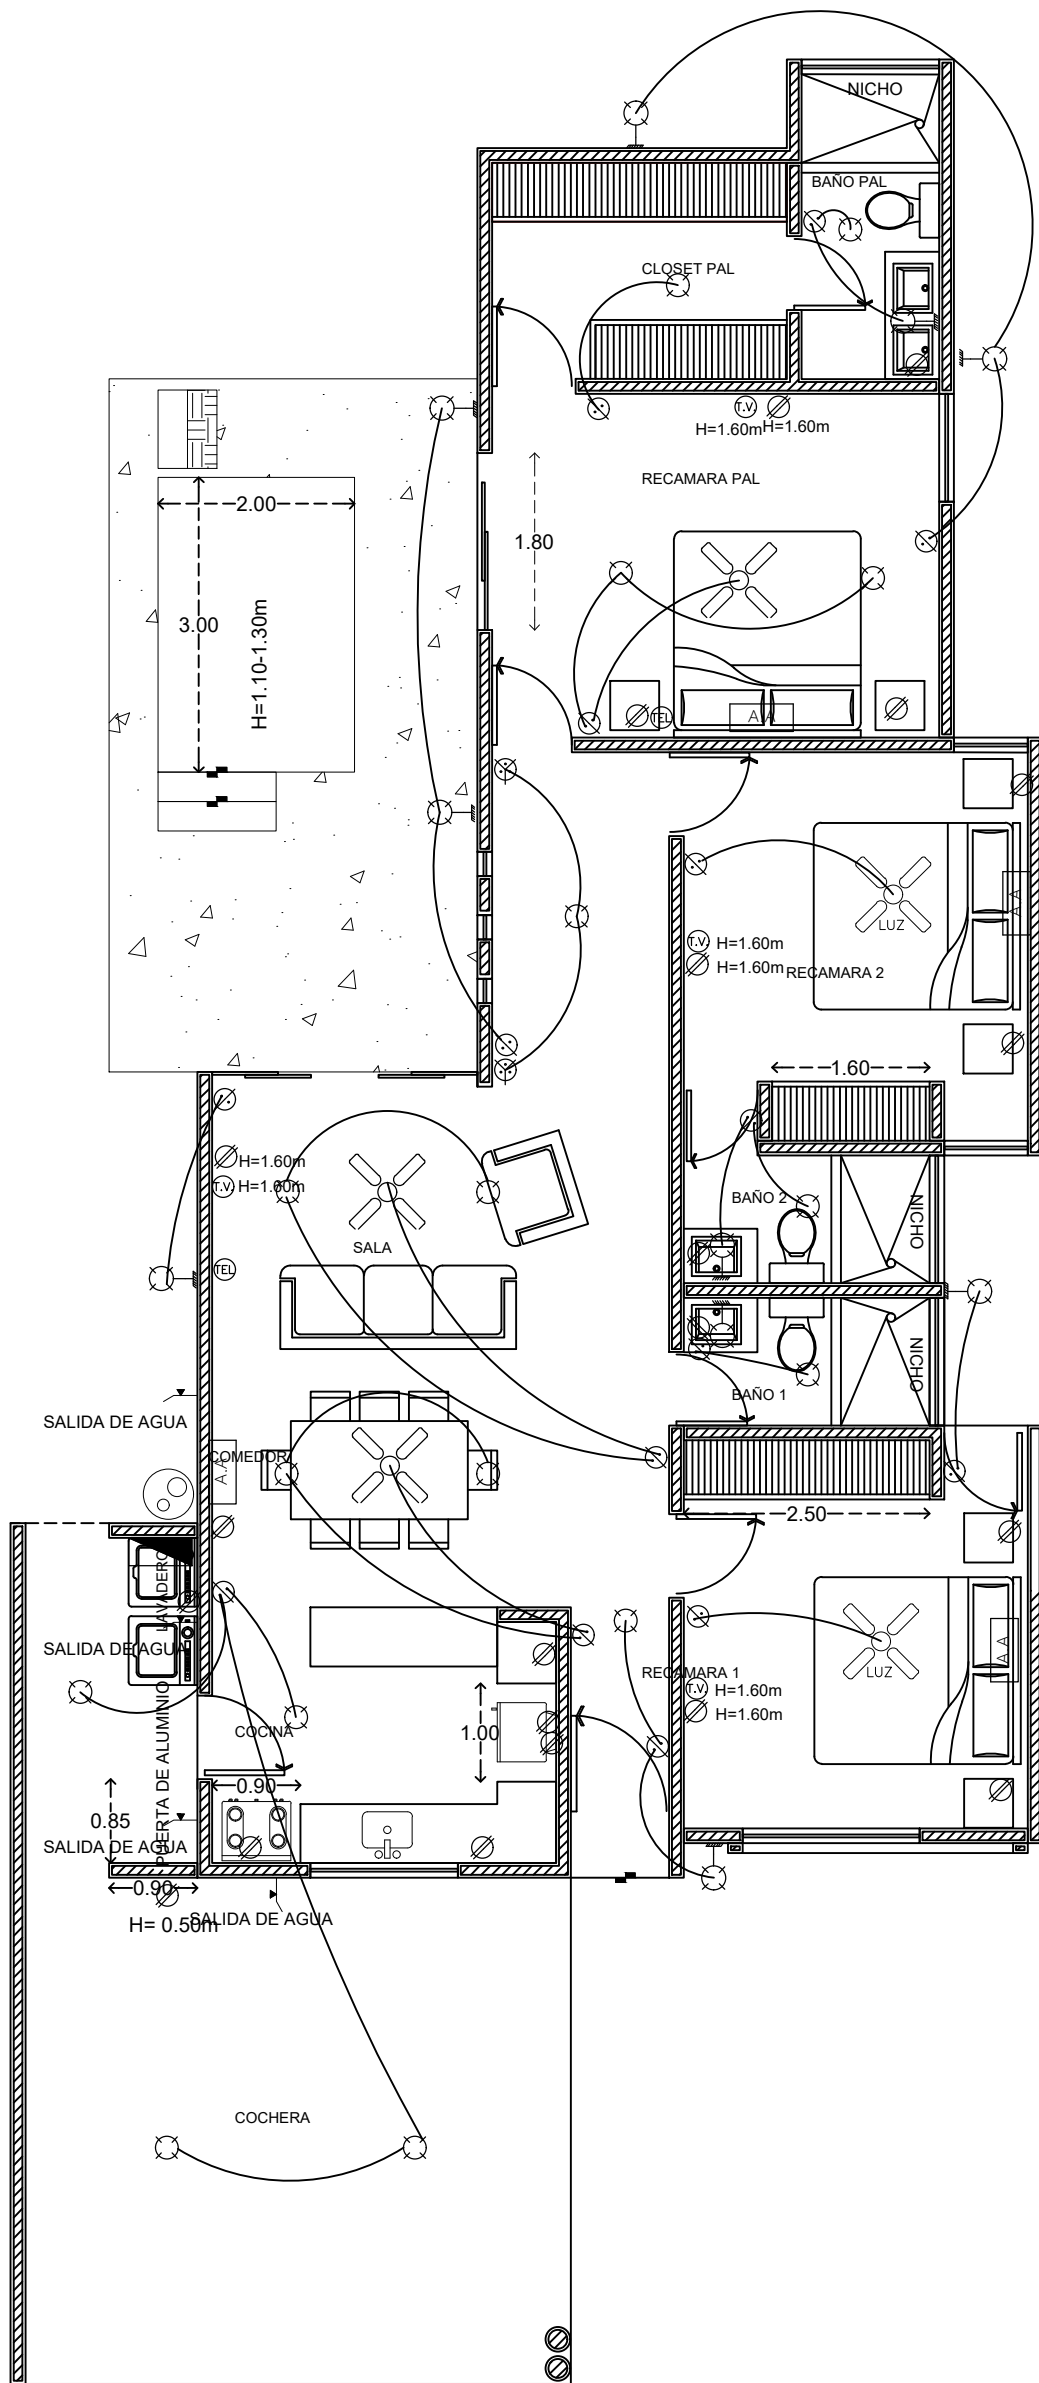 NICHO
BAÑO PAL
CLOSET PAL
T.V.
H=1.60m
H=1.60m
RECAMARA PAL
2.00
1.80
3.00
H=1.10-1.30m
TEL
A.A
LUZ
A.A
T.V. H=1.60m
H=1.60m
RECAMARA 2
1.60
H=1.60m
T.V. H=1.60m
BAÑO 2
NICHO
SALA
TEL
NICHO
BAÑO 1
SALIDA DE AGUA
COMEDOR
A.A
2.50
LAVADERO
SALIDA DE AGUA
RECAMARA 1
LUZ
A.A
T.V. H=1.60m
H=1.60m
PUERTA DE ALUMINIO
COCINA
1.00
0.90
0.85
SALIDA DE AGUA
0.90
H= 0.50m
SALIDA DE AGUA
COCHERA